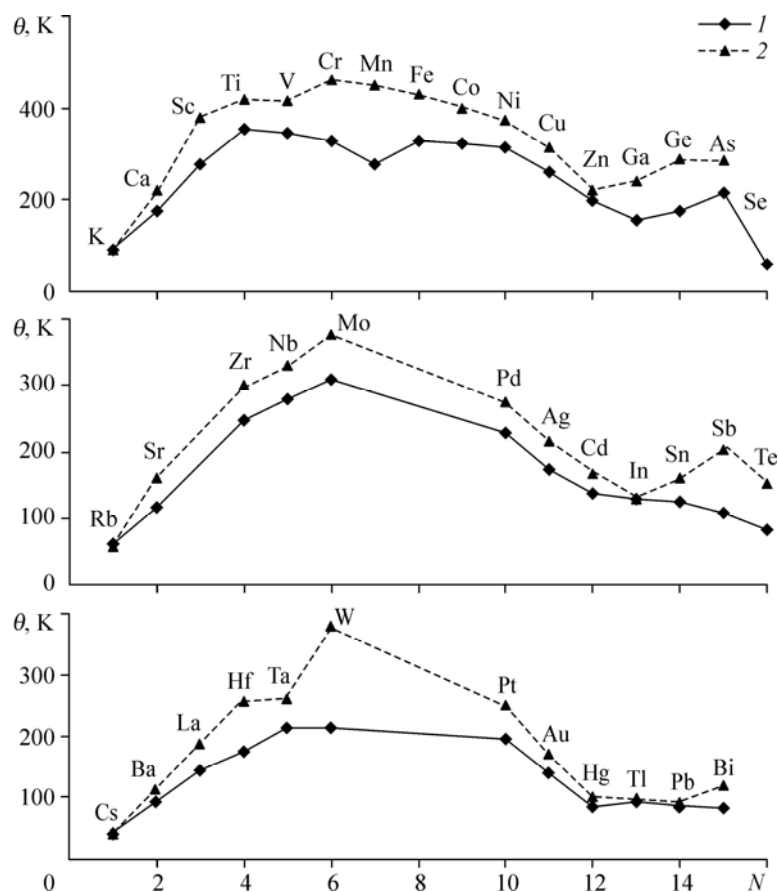 θ, K
1
2
400
200
0
K
Ca
Sc
Ti
V
Cr
Mn
Fe
Co
Ni
Cu
Zn
Ga
Ge
As
Se
θ, K
300
200
100
0
Rb
Sr
Zr
Nb
Mo
Pd
Ag
Cd
In
Sn
Sb
Te
θ, K
300
200
100
0
Cs
Ba
La
Hf
Ta
W
Pt
Au
Hg
Tl
Pb
Bi
2
4
6
8
10
12
14
N